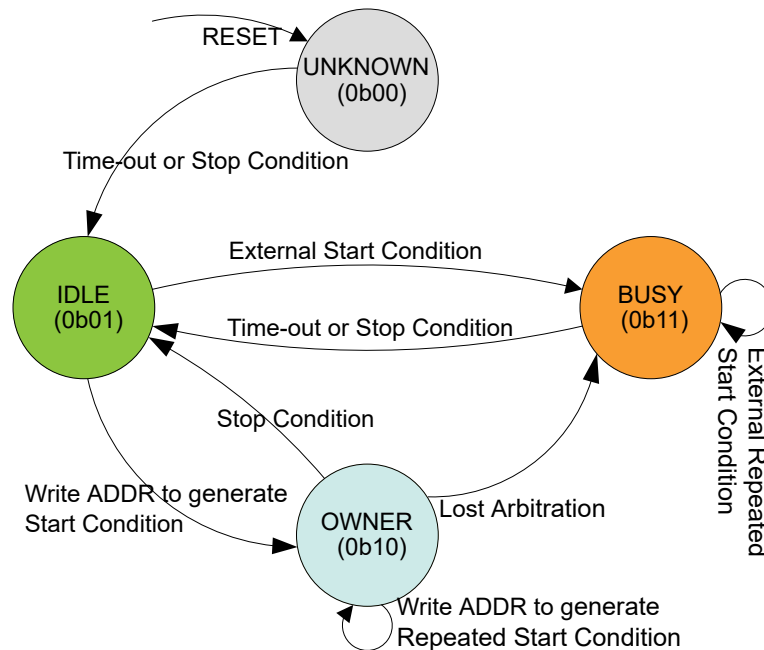 RESET
UNKNOWN
(0b00)
Time-out or Stop Condition
External Start Condition
IDLE
(0b01)
BUSY
(0b11)
Time-out or Stop Condition
External Repeated
Start Condition
Stop Condition
Write ADDR to generate
Start Condition
Lost Arbitration
OWNER
(0b10)
Write ADDR to generate
Repeated Start Condition